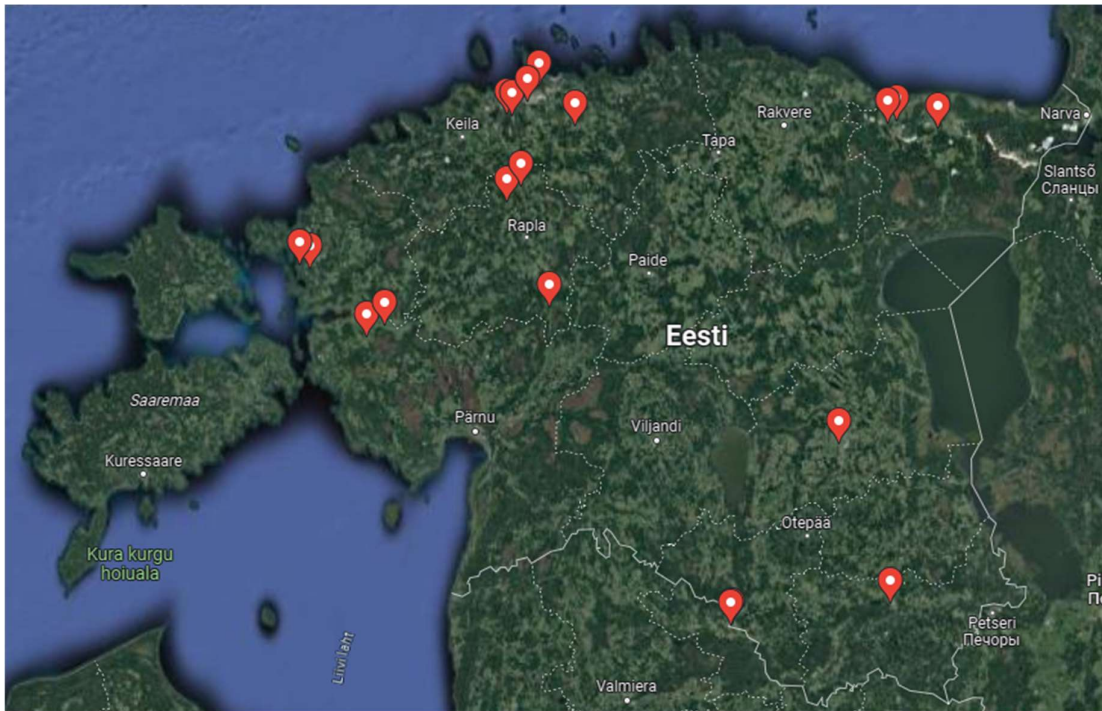 Keila
Rakvere
Narva
Tapa
Slantsõ
Сланцы
Rapla
Paide
Eesti
Saaremaa
Pärnu
Viljandi
Kuressaare
Otepää
Kura kurgu
hoiuala
Petseri
Печоры
Liivi laht
Valmiera